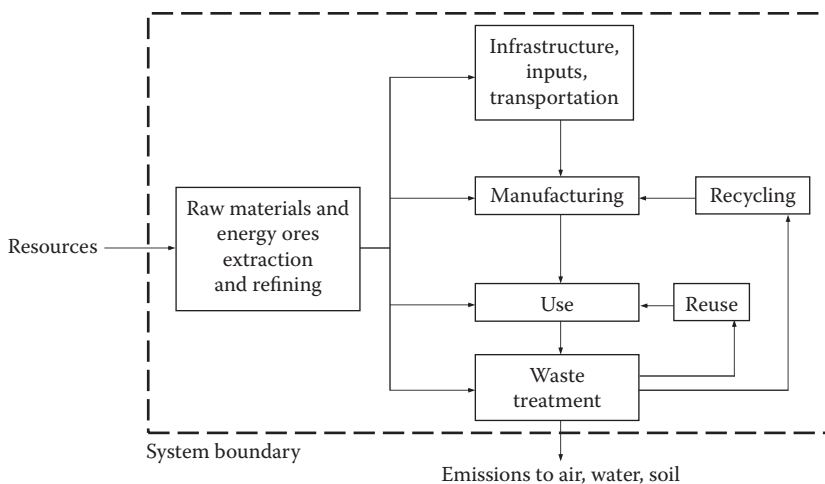 Infrastructure,
inputs,
transportation
Manufacturing
Recycling
Raw materials and
energy ores
extraction
and refining
Resources
Use
Reuse
Waste
treatment
System boundary
Emissions to air, water, soil